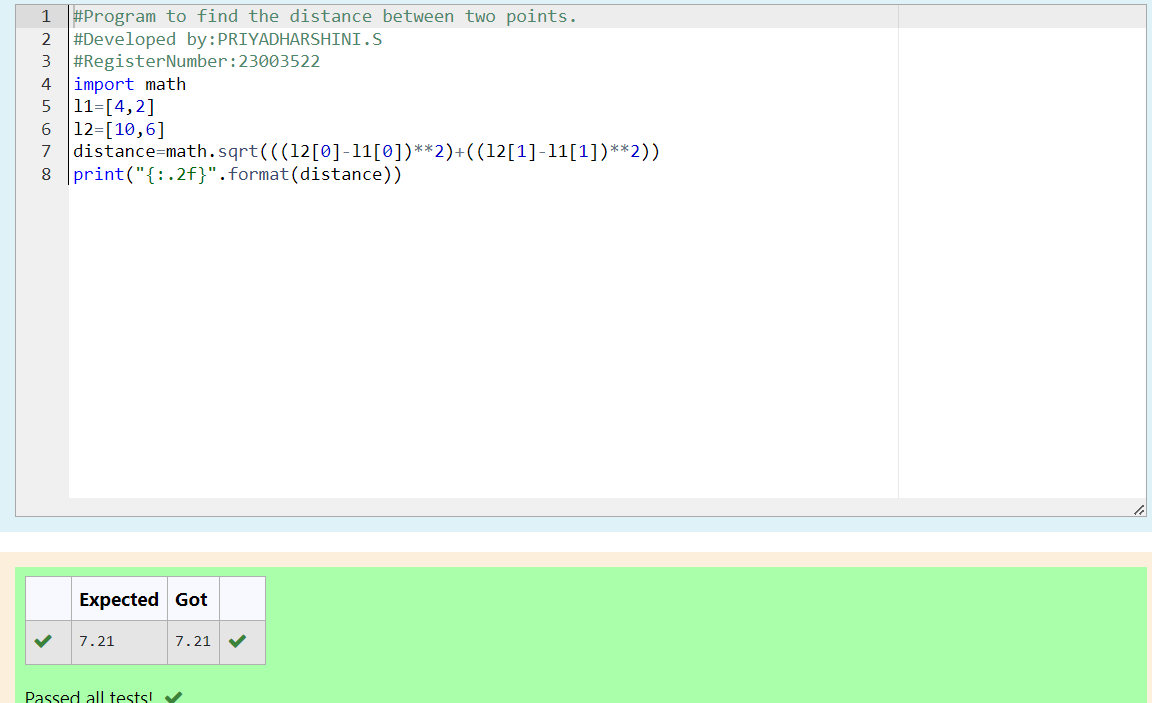 1 #Program to find the distance between two points.
2 #Developed by:PRIYADHARSHINI.S
3 #RegisterNumber:23003522
4 import math
5 l1=[4,2]
6 l2=[10,6]
7 distance=math.sqrt(((l2[0]-l1[0])**2)+((l2[1]-l1[1])**2))
8 print("{:.2f}".format(distance))
Expected Got
7.21 7.21
Passed all tests!